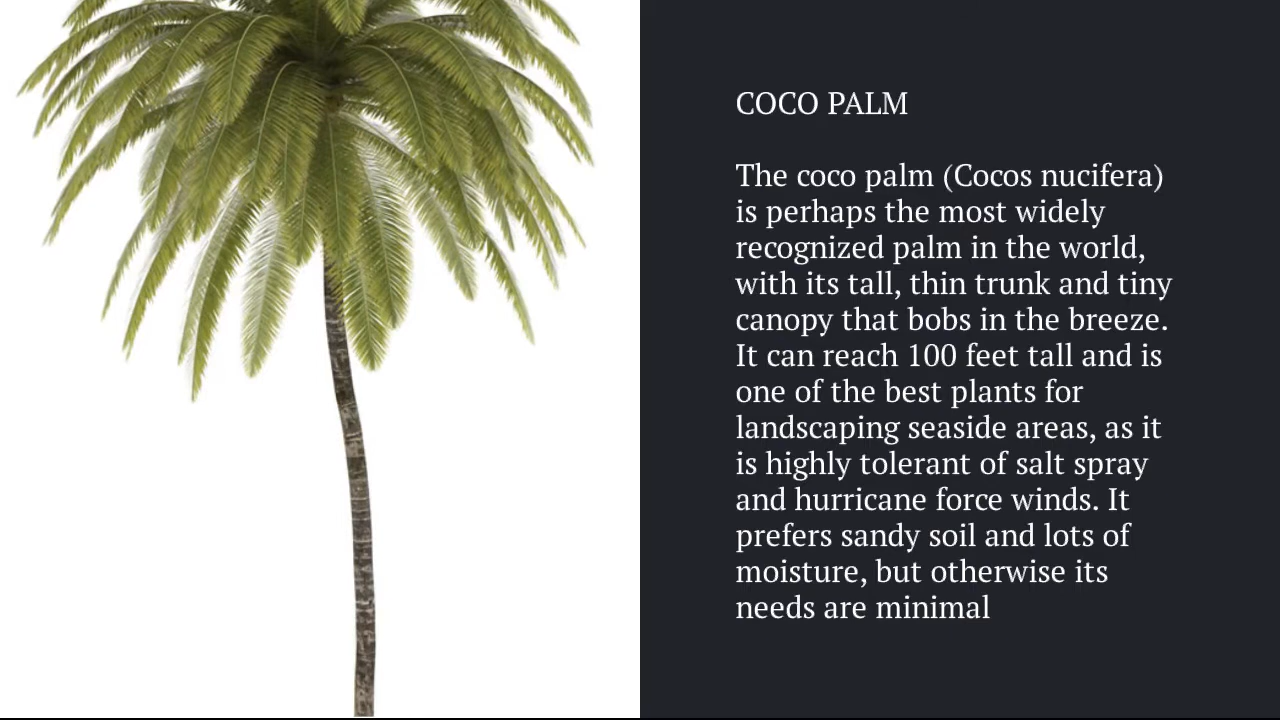 COCO PALM
The coco palm (Cocos nucifera)
is perhaps the most widely
recognized palm in the world,
with its tall, thin trunk and tiny
canopy that bobs in the breeze.
It can reach 100 feet tall and is
one of the best plants for
landscaping seaside areas, as it
is highly tolerant of salt spray
and hurricane force winds. It
prefers sandy soil and lots of
moisture, but otherwise its
needs are minimal